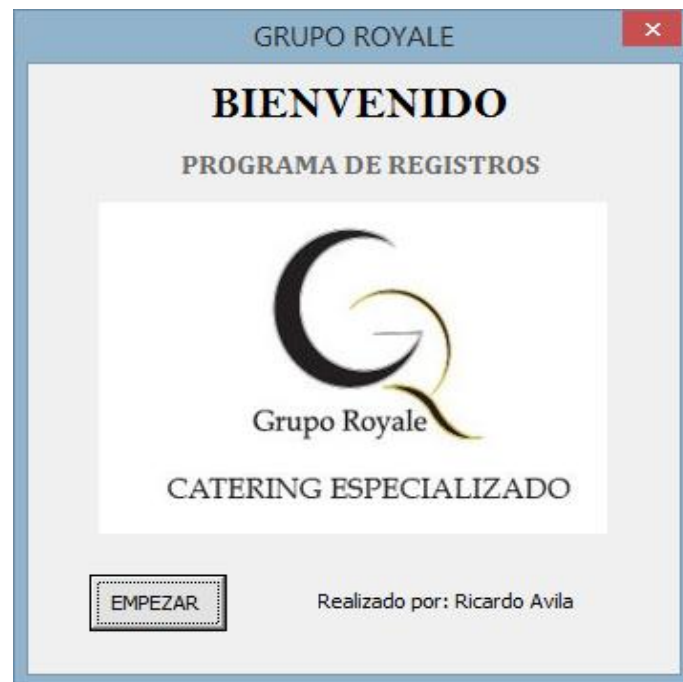 GRUPO ROYALE
BIENVENIDO
PROGRAMA DE REGISTROS
Grupo Royale
CATERING ESPECIALIZADO
EMPEZAR
Realizado por: Ricardo Avila